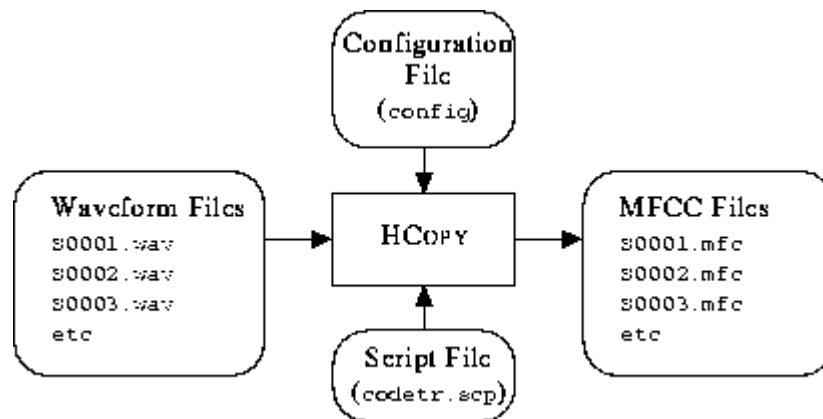 Configuration
File
(config)
Waveform Files
S0001.wav
S0002.wav
S0003.wav
etc
HCOPY
MFCC Files
S0001.mfc
S0002.mfc
S0003.mfc
etc
Script File
(codetr.scp)